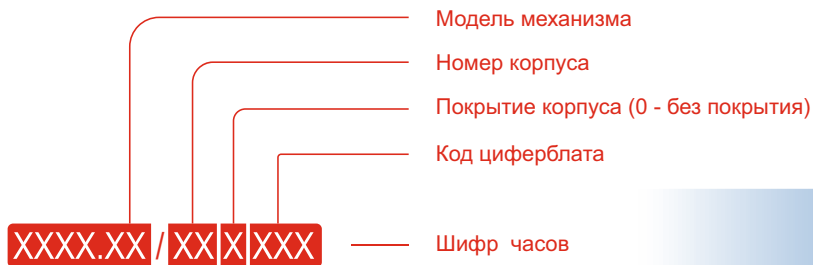 Модель механизма
Номер корпуса
Покрытие корпуса (0 - без покрытия)
Код циферблата
XXXX.XX / XX X XXX
Шифр часов